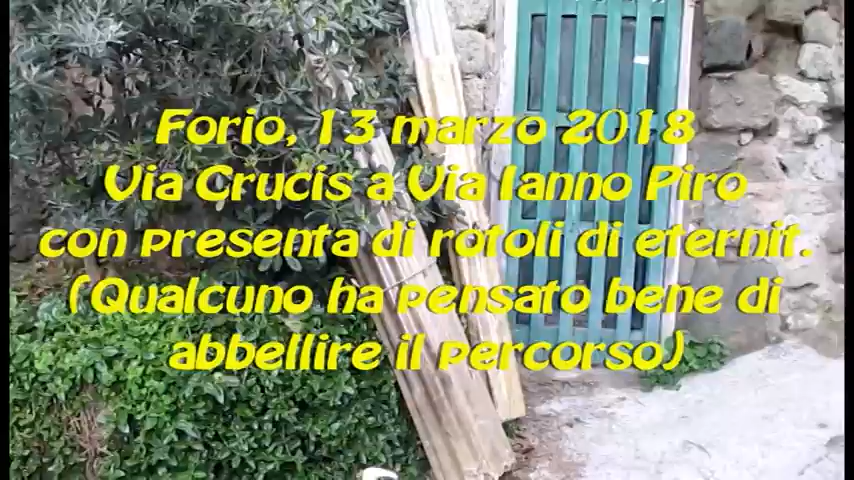 Forio, 13 marzo 2018
Via Crucis a Via Ianno Piro
con presenta di rotoli di eternit.
(Qualcuno ha pensato bene di
abbellire il percorso)